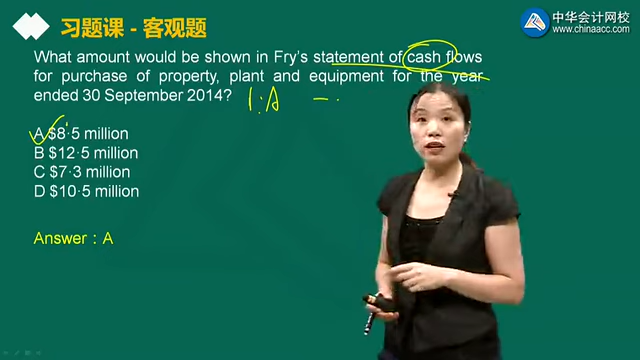 习题课 - 客观题
中华会计网校
www.chinaacc.com
What amount would be shown in Fry's statement of cash flows
for purchase of property, plant and equipment for the year
ended 30 September 2014?
I:A
A $8·5 million
B $12·5 million
C $7·3 million
D $10·5 million
Answer : A